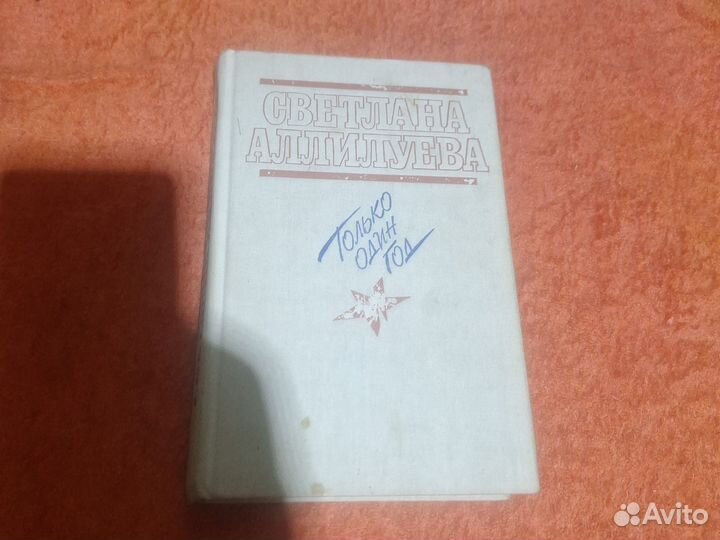 СВЕТЛАНА
АЛЛИЛУЕВА
ТОЛЬКО
ОДИН
ГОД
Avito